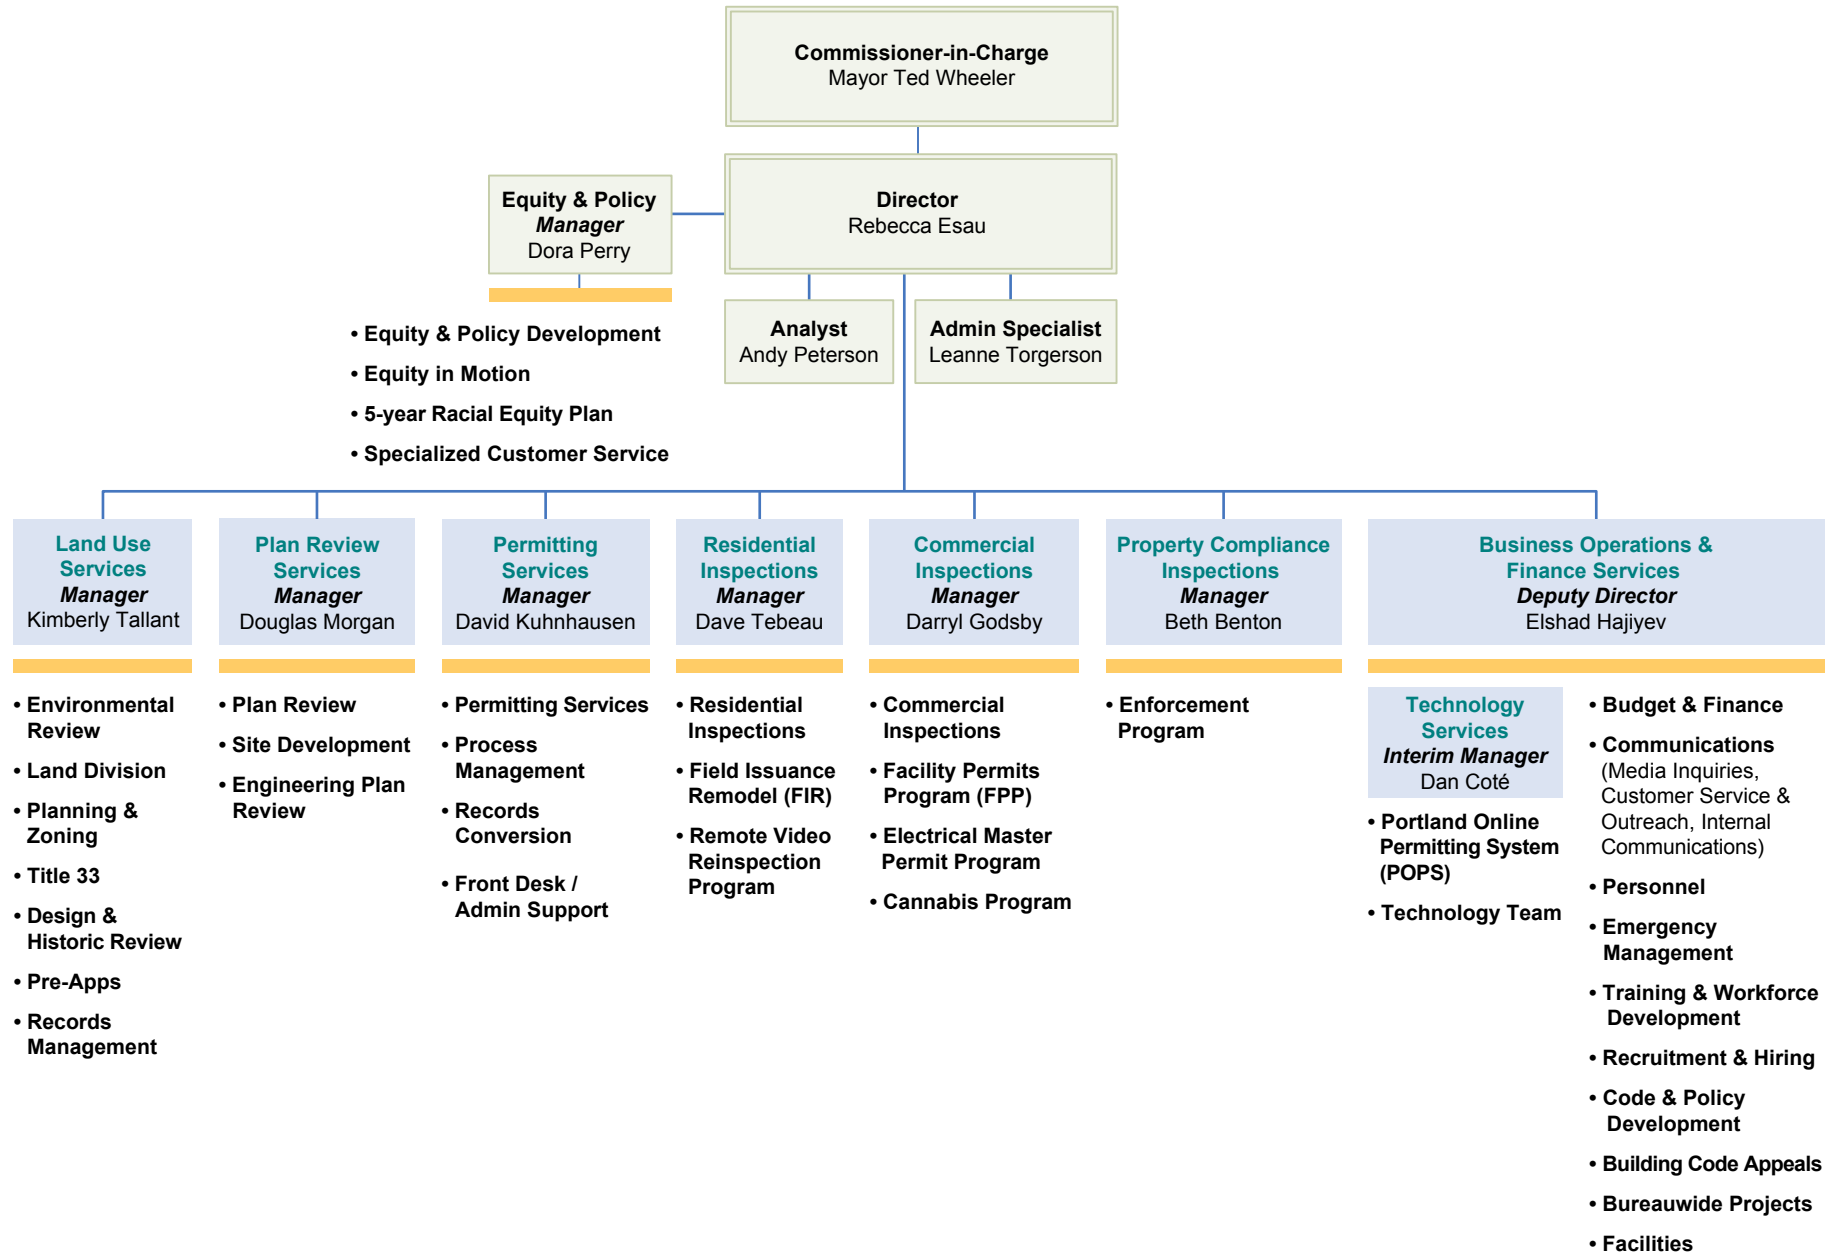 Commissioner-in-Charge
Mayor Ted Wheeler
Director
Rebecca Esau
Equity & Policy
Manager
Dora Perry
• Equity & Policy Development
• Equity in Motion
• 5-year Racial Equity Plan
• Specialized Customer Service
Analyst
Andy Peterson
Admin Specialist
Leanne Torgerson
Land Use
Services
Manager
Kimberly Tallant
• Environmental
Review
• Land Division
• Planning &
Zoning
• Title 33
• Design &
Historic Review
• Pre-Apps
• Records
Management
Plan Review
Services
Manager
Douglas Morgan
• Plan Review
• Site Development
• Engineering Plan
Review
Permitting
Services
Manager
David Kuhnhausen
• Permitting Services
• Process
Management
• Records
Conversion
• Front Desk /
Admin Support
Residential
Inspections
Manager
Dave Tebeau
• Residential
Inspections
• Field Issuance
Remodel (FIR)
• Remote Video
Reinspection
Program
Commercial
Inspections
Manager
Darryl Godsby
• Commercial
Inspections
• Facility Permits
Program (FPP)
• Electrical Master
Permit Program
• Cannabis Program
Property Compliance
Inspections
Manager
Beth Benton
• Enforcement
Program
Business Operations &
Finance Services
Deputy Director
Elshad Hajiyev
Technology
Services
Interim Manager
Dan Coté
• Portland Online
Permitting System
(POPS)
• Technology Team
• Budget & Finance
• Communications
(Media Inquiries,
Customer Service &
Outreach, Internal
Communications)
• Personnel
• Emergency
Management
• Training & Workforce
Development
• Recruitment & Hiring
• Code & Policy
Development
• Building Code Appeals
• Bureauwide Projects
• Facilities